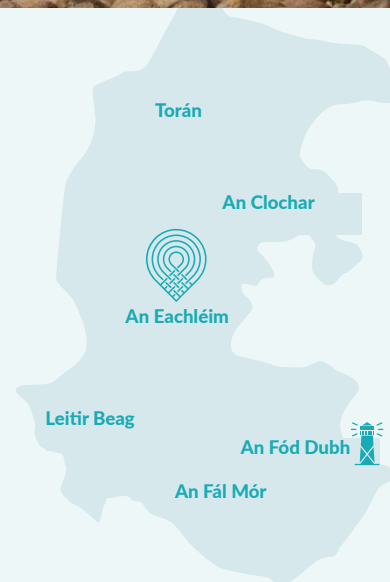 Torán
An Clochar
An Eachléim
Leitir Beag
An Fód Dubh
An Fál Mór